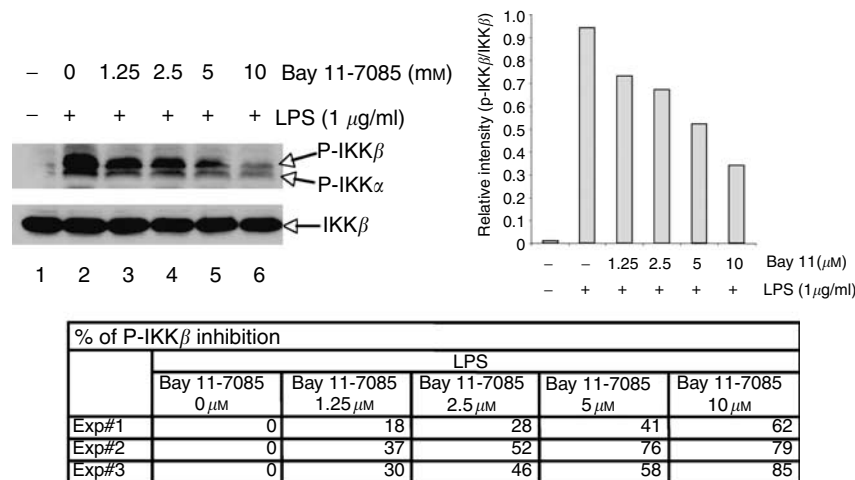 – 0 1.25 2.5 5 10 Bay 11-7085 (mM)
– + + + + + LPS (1 μg/ml)
P-IKKβ
P-IKKα
IKKβ
1 2 3 4 5 6
Relative intensity (p-IKKβ/IKKβ)
1.0
0.9
0.8
0.7
0.6
0.5
0.4
0.3
0.2
0.1
0
– – 1.25 2.5 5 10 Bay 11(μM)
– + + + + + LPS (1μg/ml)
% of P-IKKβ inhibition
LPS
Bay 11-7085 Bay 11-7085 Bay 11-7085 Bay 11-7085 Bay 11-7085
0 μM 1.25 μM 2.5 μM 5 μM 10 μM
Exp#1 0 18 28 41 62
Exp#2 0 37 52 76 79
Exp#3 0 30 46 58 85